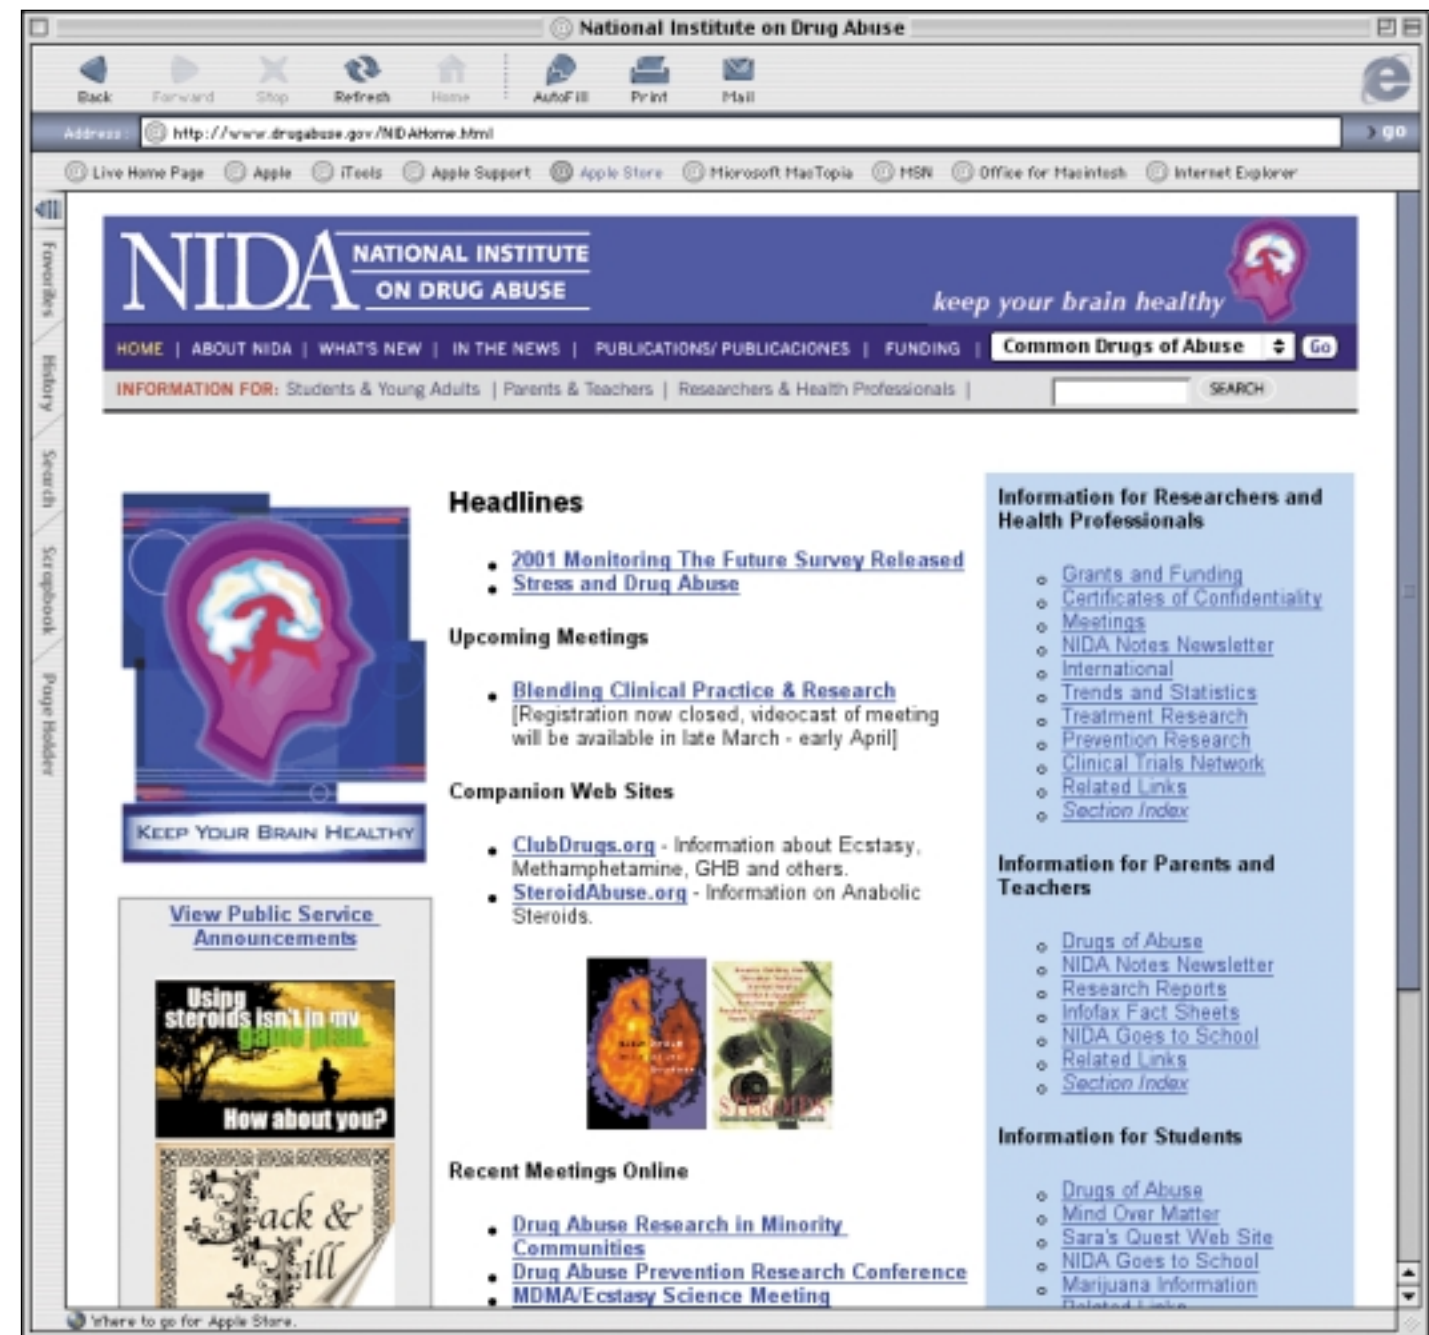 National Institute on Drug Abuse
Back Forward Stop Refresh Home AutoFill Print Mail
Address: http://www.drugabuse.gov/NIDAHome.html go
Live Home Page Apple iTools Apple Support Apple Store Microsoft MacTopia MSN Office for Macintosh Internet Explorer
Favorites
History
Search
Scrapbook
Page Holder
NIDA NATIONAL INSTITUTE
ON DRUG ABUSE
keep your brain healthy
HOME | ABOUT NIDA | WHAT'S NEW | IN THE NEWS | PUBLICATIONS/ PUBLICACIONES | FUNDING | Common Drugs of Abuse Go
INFORMATION FOR: Students & Young Adults | Parents & Teachers | Researchers & Health Professionals | SEARCH
KEEP YOUR BRAIN HEALTHY
View Public Service
Announcements
Using
steroids isn't in my
game plan.
How about you?
Jack &
Jill
Headlines
2001 Monitoring The Future Survey Released
Stress and Drug Abuse
Upcoming Meetings
Blending Clinical Practice & Research
[Registration now closed, videocast of meeting
will be available in late March - early April]
Companion Web Sites
ClubDrugs.org - Information about Ecstasy,
Methamphetamine, GHB and others.
SteroidAbuse.org - Information on Anabolic
Steroids.
STEROIDS
Recent Meetings Online
Drug Abuse Research in Minority
Communities
Drug Abuse Prevention Research Conference
MDMA/Ecstasy Science Meeting
Information for Researchers and
Health Professionals
Grants and Funding
Certificates of Confidentiality
Meetings
NIDA Notes Newsletter
International
Trends and Statistics
Treatment Research
Prevention Research
Clinical Trials Network
Related Links
Section Index
Information for Parents and
Teachers
Drugs of Abuse
NIDA Notes Newsletter
Research Reports
Infofax Fact Sheets
NIDA Goes to School
Related Links
Section Index
Information for Students
Drugs of Abuse
Mind Over Matter
Sara's Quest Web Site
NIDA Goes to School
Marijuana Information
Related Links
Where to go for Apple Store.